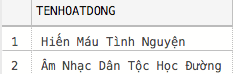 TENHOATDONG
1 Hiến Máu Tình Nguyện
2 Âm Nhạc Dân Tộc Học Đường